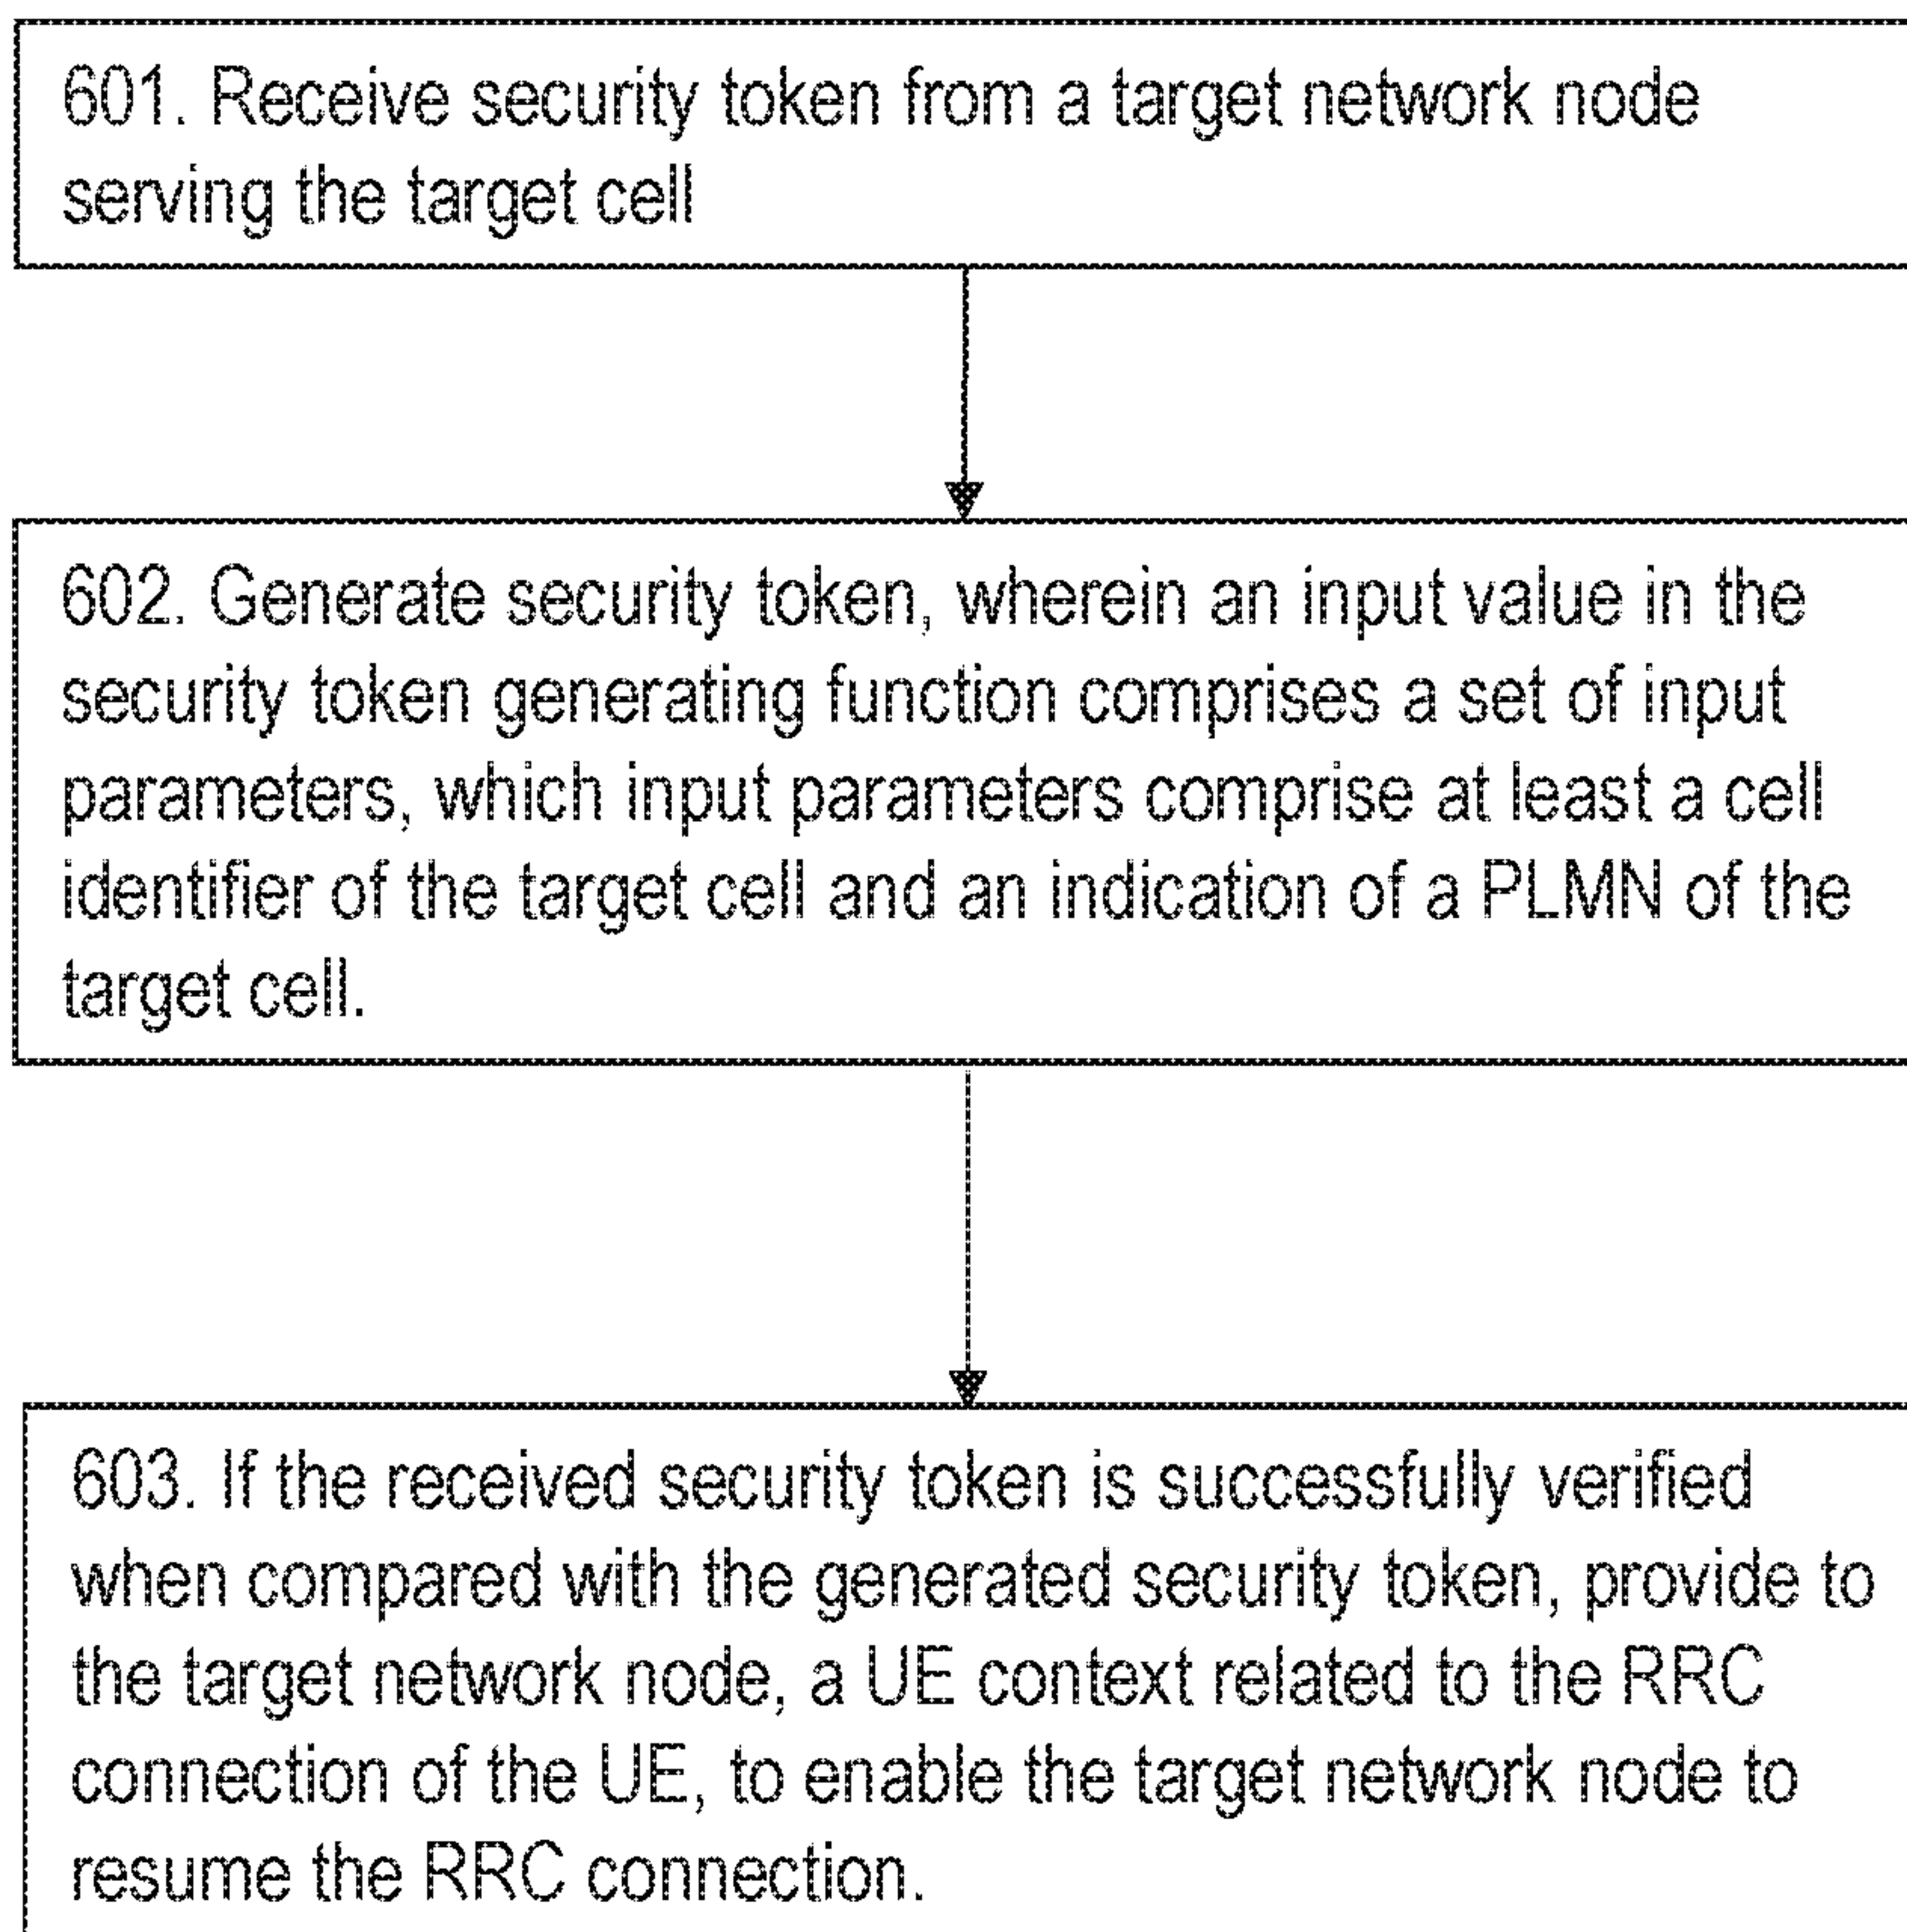 601. Receive security token from a target network node
serving the target cell
602. Generate security token, wherein an input value in the
security token generating function comprises a set of input
parameters, which input parameters comprise at least a cell
identifier of the target cell and an indication of a PLMN of the
target cell.
603. If the received security token is successfully verified
when compared with the generated security token, provide to
the target network node, a UE context related to the RRC
connection of the UE, to enable the target network node to
resume the RRC connection.